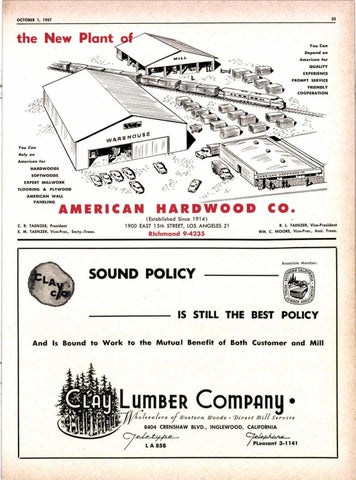 OCTOBER 1, 1957
the New Plant of
MILL
WAREHOUSE
You Can
Depend on
American for
QUALITY
EXPERIENCE
PROMPT SERVICE
FRIENDLY
COOPERATION
You Can
Rely on
American for
HARDWOODS
SOFTWOODS
EXPERT MILLWORK
FLOORING & PLYWOOD
AMERICAN WALL
PANELING
AMERICAN HARDWOOD CO.
(Established Since 1914)
1900 EAST 15th STREET, LOS ANGELES 21
RIchmond 9-4235
C. R. TAENZER, President
E. M. TAENZER, Vice-Pres., Secty.-Treas.
R. L. TAENZER, Vice-President
WM. C. MOORE, Vice-Pres., Asst. Treas.
CLAY
CO
SOUND POLICY
Associate Member:
IS STILL THE BEST POLICY
And Is Bound to Work to the Mutual Benefit of Both Customer and Mill
CLAY LUMBER COMPANY
Wholesalers of Western Woods - Direct Mill Service
8404 CRENSHAW BLVD., INGLEWOOD, CALIFORNIA
Teletype
LA 858
Telephone
PLeasant 3-1141